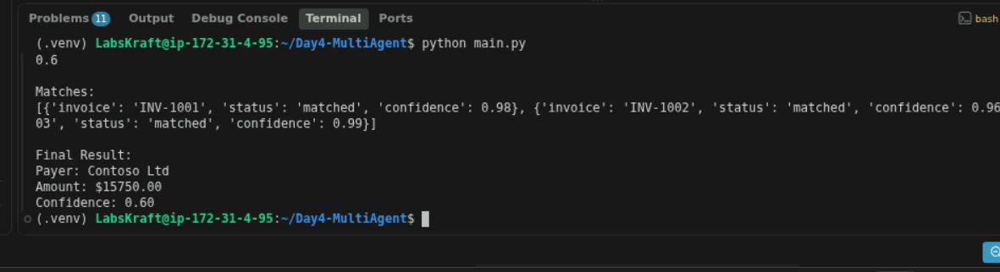 Problems 11 Output Debug Console Terminal Ports bash
(.venv) LabsKraft@ip-172-31-4-95:~/Day4-MultiAgent$ python main.py
0.6
Matches:
[{'invoice': 'INV-1001', 'status': 'matched', 'confidence': 0.98}, {'invoice': 'INV-1002', 'status': 'matched', 'confidence': 0.96
03', 'status': 'matched', 'confidence': 0.99}]
Final Result:
Payer: Contoso Ltd
Amount: $15750.00
Confidence: 0.60
(.venv) LabsKraft@ip-172-31-4-95:~/Day4-MultiAgent$